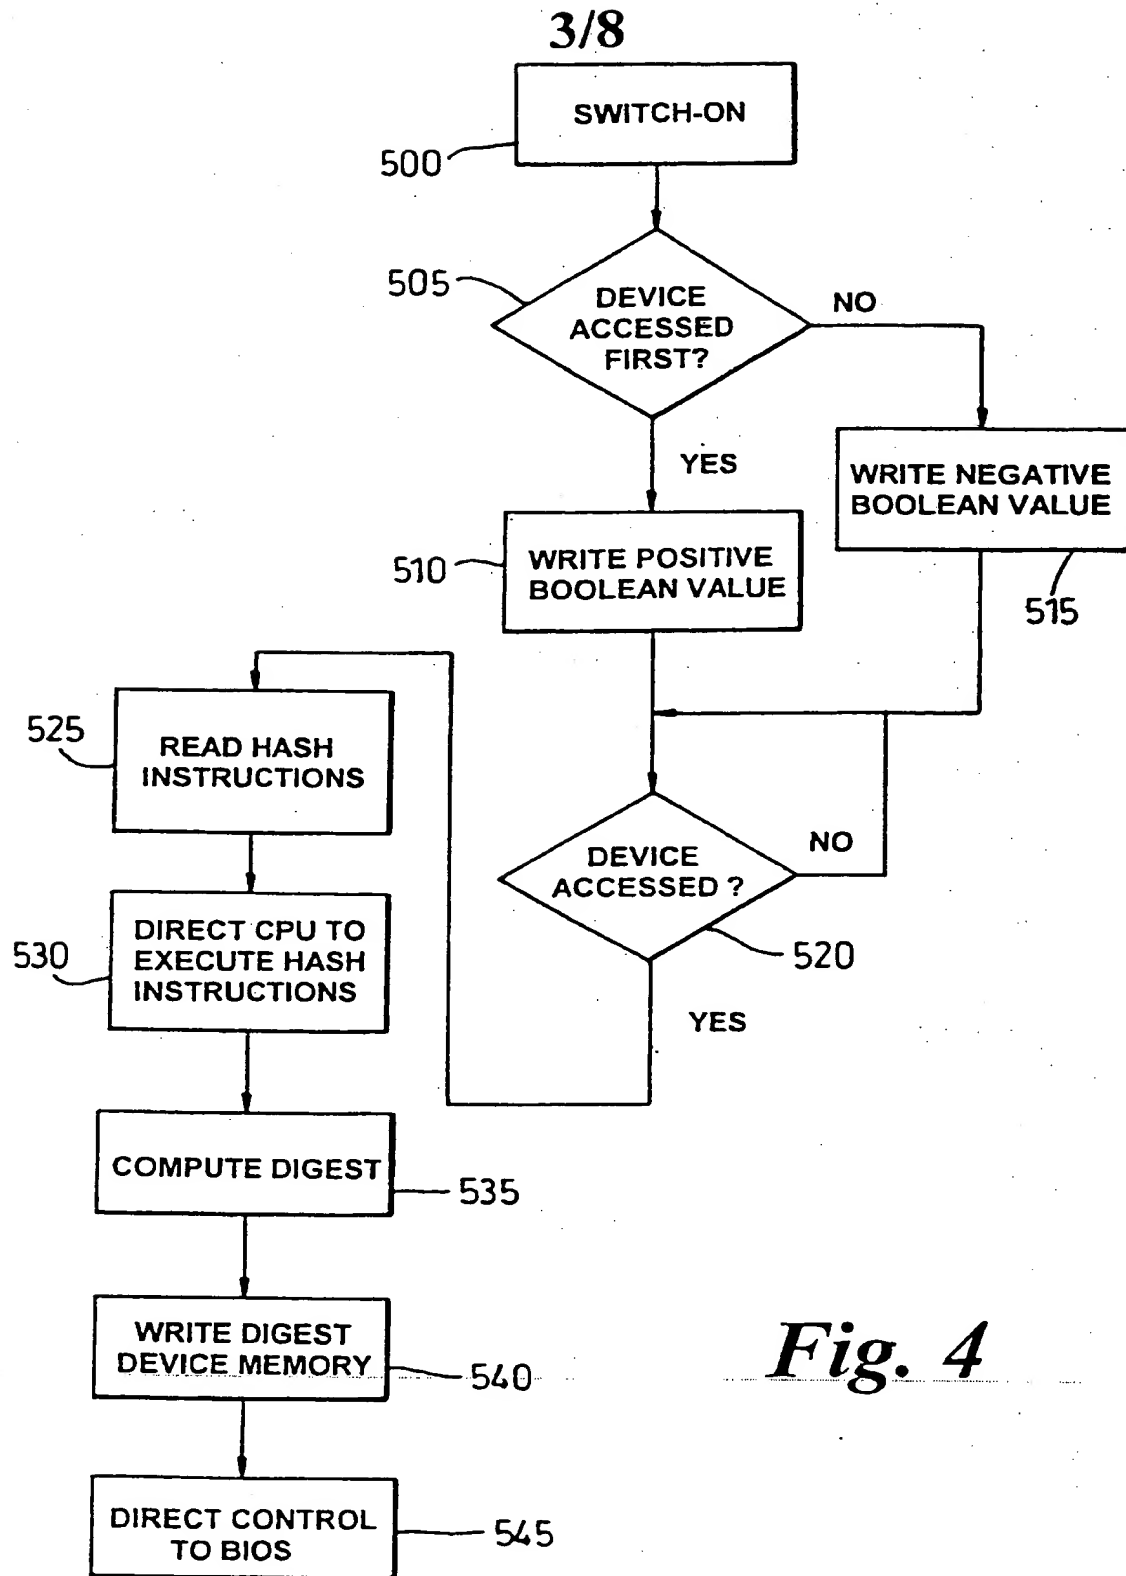 3/8
SWITCH-ON
500
505
DEVICE
ACCESSED
FIRST?
NO
YES
WRITE NEGATIVE
BOOLEAN VALUE
515
510
WRITE POSITIVE
BOOLEAN VALUE
DEVICE
ACCESSED ?
NO
520
YES
525
READ HASH
INSTRUCTIONS
530
DIRECT CPU TO
EXECUTE HASH
INSTRUCTIONS
COMPUTE DIGEST
535
WRITE DIGEST
DEVICE MEMORY
540
DIRECT CONTROL
TO BIOS
545
Fig. 4